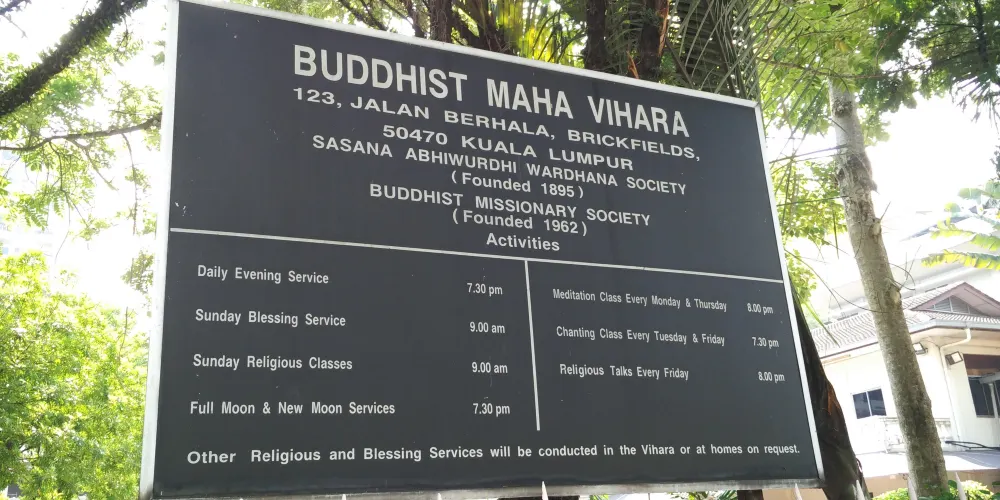 BUDDHIST MAHA VIHARA
123, JALAN BERHALA, BRICKFIELDS,
50470 KUALA LUMPUR
SASANA ABHIWURDHI WARDHANA SOCIETY
(Founded 1895)
BUDDHIST MISSIONARY SOCIETY
(Founded 1962)
Activities
Daily Evening Service 7.30 pm
Sunday Blessing Service 9.00 am
Sunday Religious Classes 9.00 am
Full Moon & New Moon Services 7.30 pm
Meditation Class Every Monday & Thursday 8.00 pm
Chanting Class Every Tuesday & Friday 7.30 pm
Religious Talks Every Friday 8.00 pm
Other Religious and Blessing Services will be conducted in the Vihara or at homes on request.